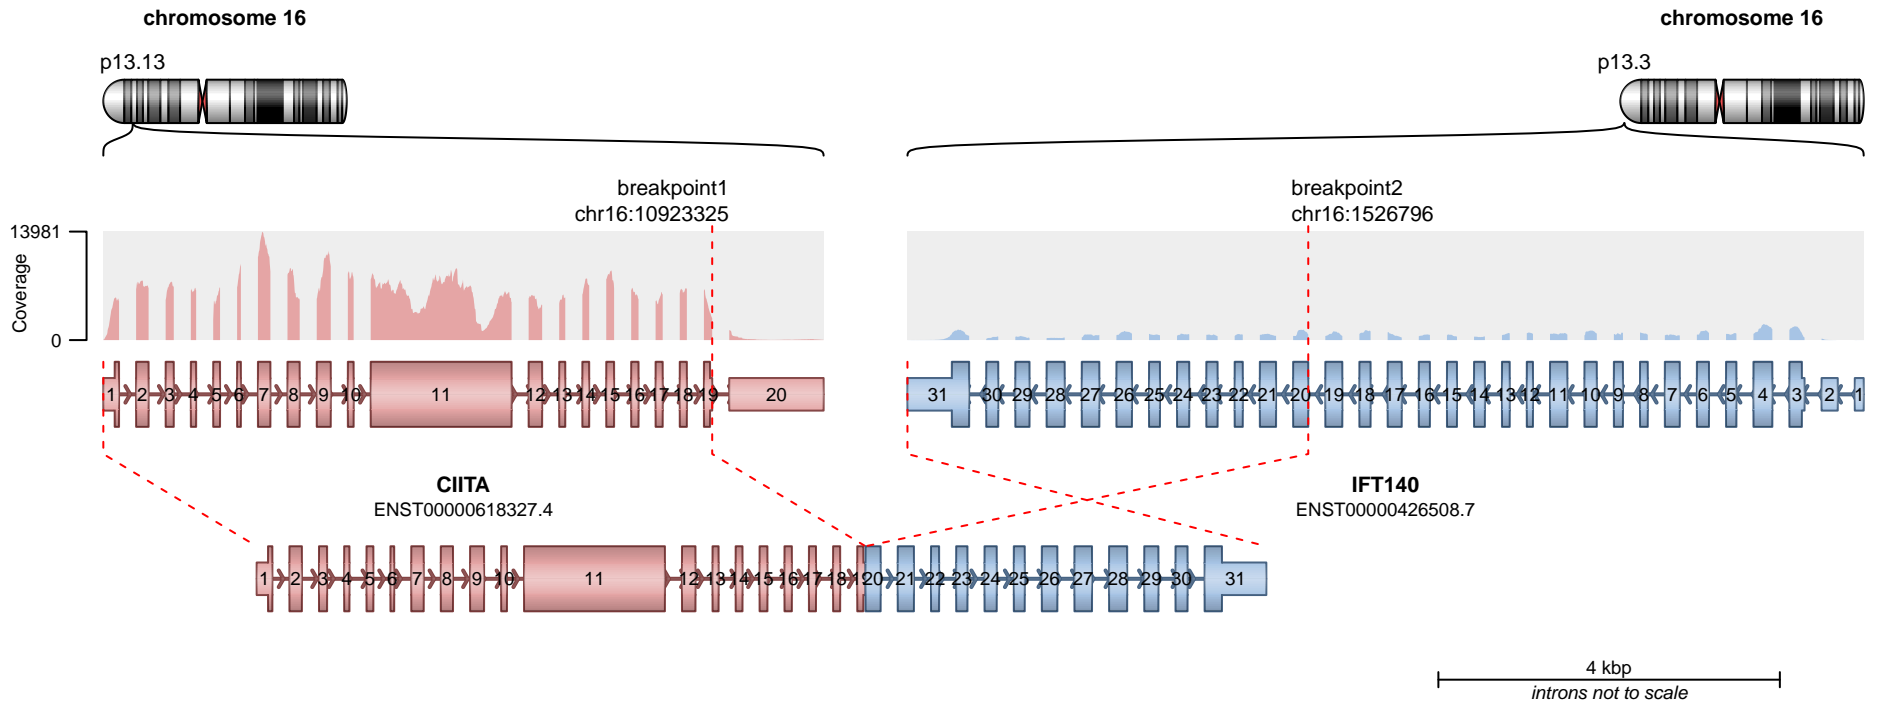 chromosome 16
chromosome 16
p13.13
p13.3
breakpoint1
chr16:10923325
breakpoint2
chr16:1526796
13981
Coverage
0
1 2 3 4 5 6 7 8 9 10 11 12 13 14 15 16 17 18 19 20
31 30 29 28 27 26 25 24 23 22 21 20 19 18 17 16 15 14 13 12 11 10 9 8 7 6 5 4 3 2 1
CIITA
ENST00000618327.4
IFT140
ENST00000426508.7
1 2 3 4 5 6 7 8 9 10 11 12 13 14 15 16 17 18 19 20 21 22 23 24 25 26 27 28 29 30 31
4 kbp
introns not to scale